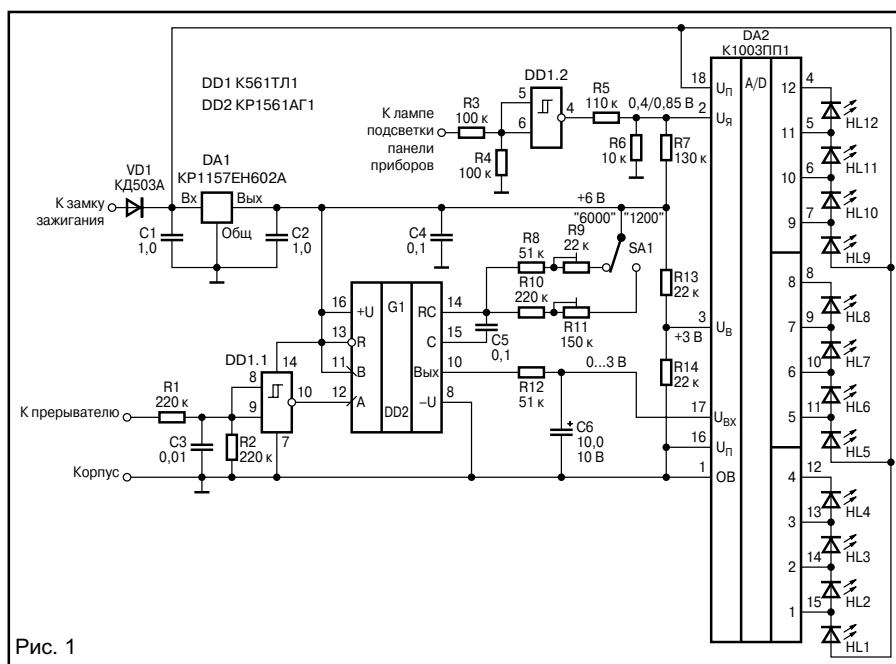 DA2
К1003ПП1
DD1 К561ТЛ1
DD2 КР1561АГ1
DD1.2
К лампе
подсветки
панели
приборов
R3
100 к
R4
100 к
5
6
4
R5
110 к
0,4/0,85 В
R6
10 к
R7
130 к
18
UП
2
UЯ
A/D
12
4
HL12
11
5
HL11
10
6
HL10
9
7
HL9
VD1
КД503А
DA1
КР1157ЕН602А
К замку
зажигания
Вх
Вых
Общ
С1
1,0
С2
1,0
С4
0,1
+6 В
"6000"
"1200"
R8
51 к
R9
22 к
SA1
R10
220 к
R11
150 к
R13
22 к
3
UВ
+3 В
R14
22 к
8
8
HL8
7
9
HL7
6
10
HL6
5
11
HL5
16
+U
G1
RC
14
13
R
C
15
С5
0,1
11
B
Вых
10
12
A
DD2
–U
8
R12
51 к
0...3 В
17
UВХ
16
UП
1
ОВ
С6
10,0
10 В
DD1.1
14
8
9
10
7
К прерывателю
R1
220 к
С3
0,01
R2
220 к
Корпус
4
12
HL4
3
13
HL3
2
14
HL2
1
15
HL1
Рис. 1